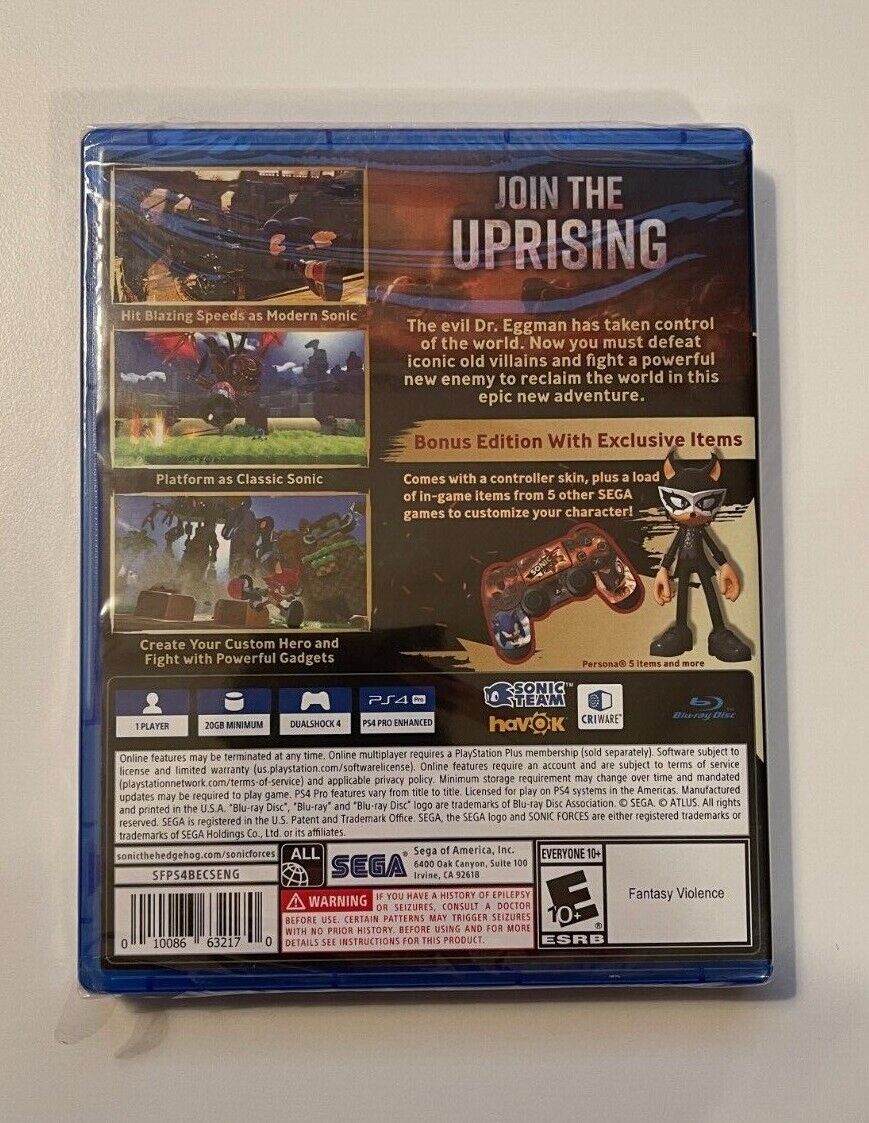 JOIN THE
UPRISING
Hit Blazing Speeds as Modern Sonic
The evil Dr. Eggman has taken control
of the world. Now you must defeat
iconic old villains and fight a powerful
new enemy to reclaim the world in this
epic new adventure.
Bonus Edition With Exclusive Items
Platform as Classic Sonic
Comes with a controller skin, plus a load
of in-game items from 5 other SEGA
games to customize your character!
SONIC
Create Your Custom Hero and
Fight with Powerful Gadgets
Persona® 5 items and more
1 PLAYER
20GB MINIMUM
DUALSHOCK 4
PS4 Pro
PS4 PRO ENHANCED
SONIC TEAM™
havok
CRIWARE™
Blu-ray Disc™
Online features may be terminated at any time. Online multiplayer requires a PlayStation Plus membership (sold separately). Software subject to
license and limited warranty (us.playstation.com/softwarelicense). Online features require an account and are subject to terms of service
(playstationnetwork.com/terms-of-service) and applicable privacy policy. Minimum storage requirement may change over time and mandated
updates may be required to play game. PS4 Pro features vary from title to title. Licensed for play on PS4 systems in the Americas. Manufactured
and printed in the U.S.A. "Blu-ray Disc", "Blu-ray" and "Blu-ray Disc" logo are trademarks of Blu-ray Disc Association. © SEGA. © ATLUS. All rights
reserved. SEGA is registered in the U.S. Patent and Trademark Office. SEGA, the SEGA logo and SONIC FORCES are either registered trademarks or
trademarks of SEGA Holdings Co., Ltd. or its affiliates.
sonicthehedgehog.com/sonicforces
SFPS4BECSENG
0 10086 63217 0
ALL
SEGA®
Sega of America, Inc.
6400 Oak Canyon, Suite 100
Irvine, CA 92618
WARNING IF YOU HAVE A HISTORY OF EPILEPSY
OR SEIZURES, CONSULT A DOCTOR
BEFORE USE. CERTAIN PATTERNS MAY TRIGGER SEIZURES
WITH NO PRIOR HISTORY. BEFORE USING AND FOR MORE
DETAILS SEE INSTRUCTIONS FOR THIS PRODUCT.
EVERYONE 10+
E
10+
®
ESRB
Fantasy Violence